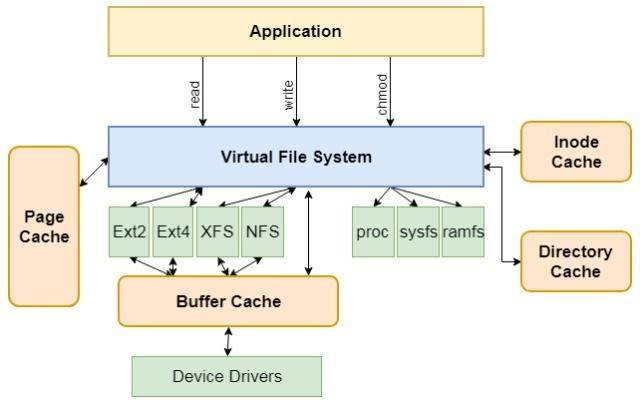 Application
read
write
chmod
Virtual File System
Inode
Cache
Page
Cache
Ext2
Ext4
XFS
NFS
proc
sysfs
ramfs
Directory
Cache
Buffer Cache
Device Drivers